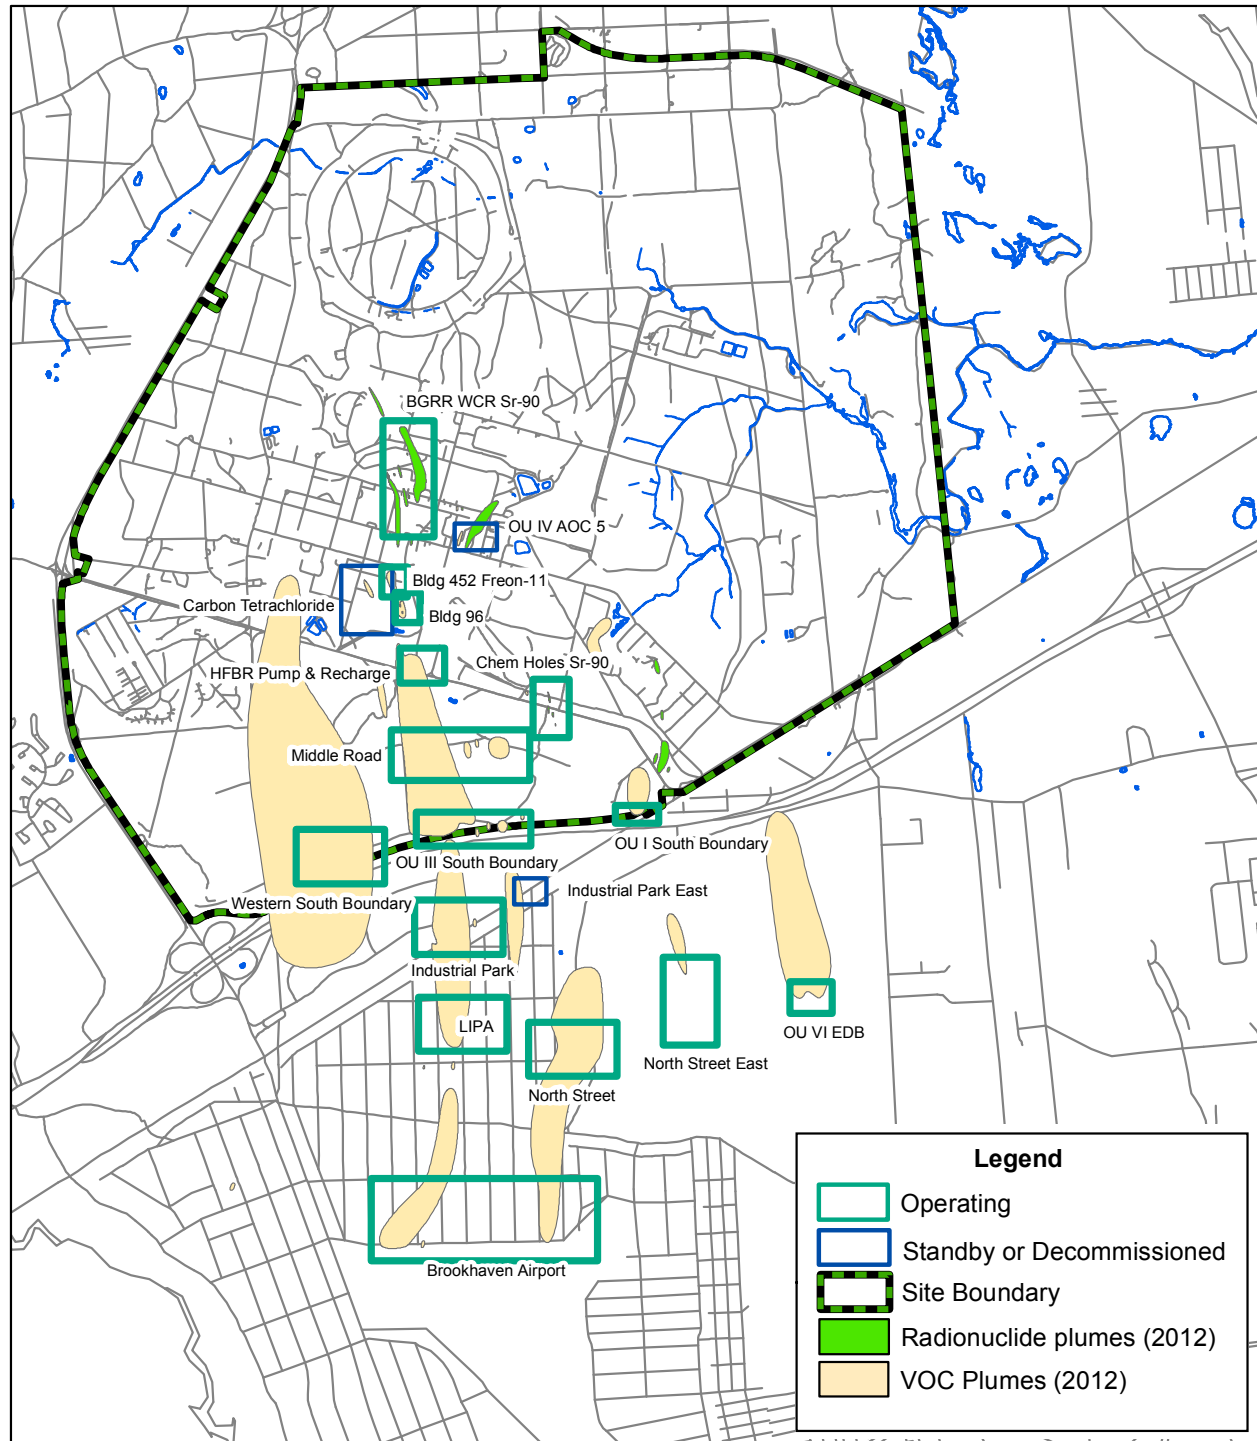 BGRR WCR Sr-90
OU IV AOC 5
Bldg 452 Freon-11
Carbon Tetrachloride
Bldg 96
Chem Holes Sr-90
HFBR Pump & Recharge
Middle Road
OU I South Boundary
OU III South Boundary
Industrial Park East
Western South Boundary
Industrial Park
LIPA
OU VI EDB
North Street East
North Street
Brookhaven Airport
Legend
Operating
Standby or Decommissioned
Site Boundary
Radionuclide plumes (2012)
VOC Plumes (2012)